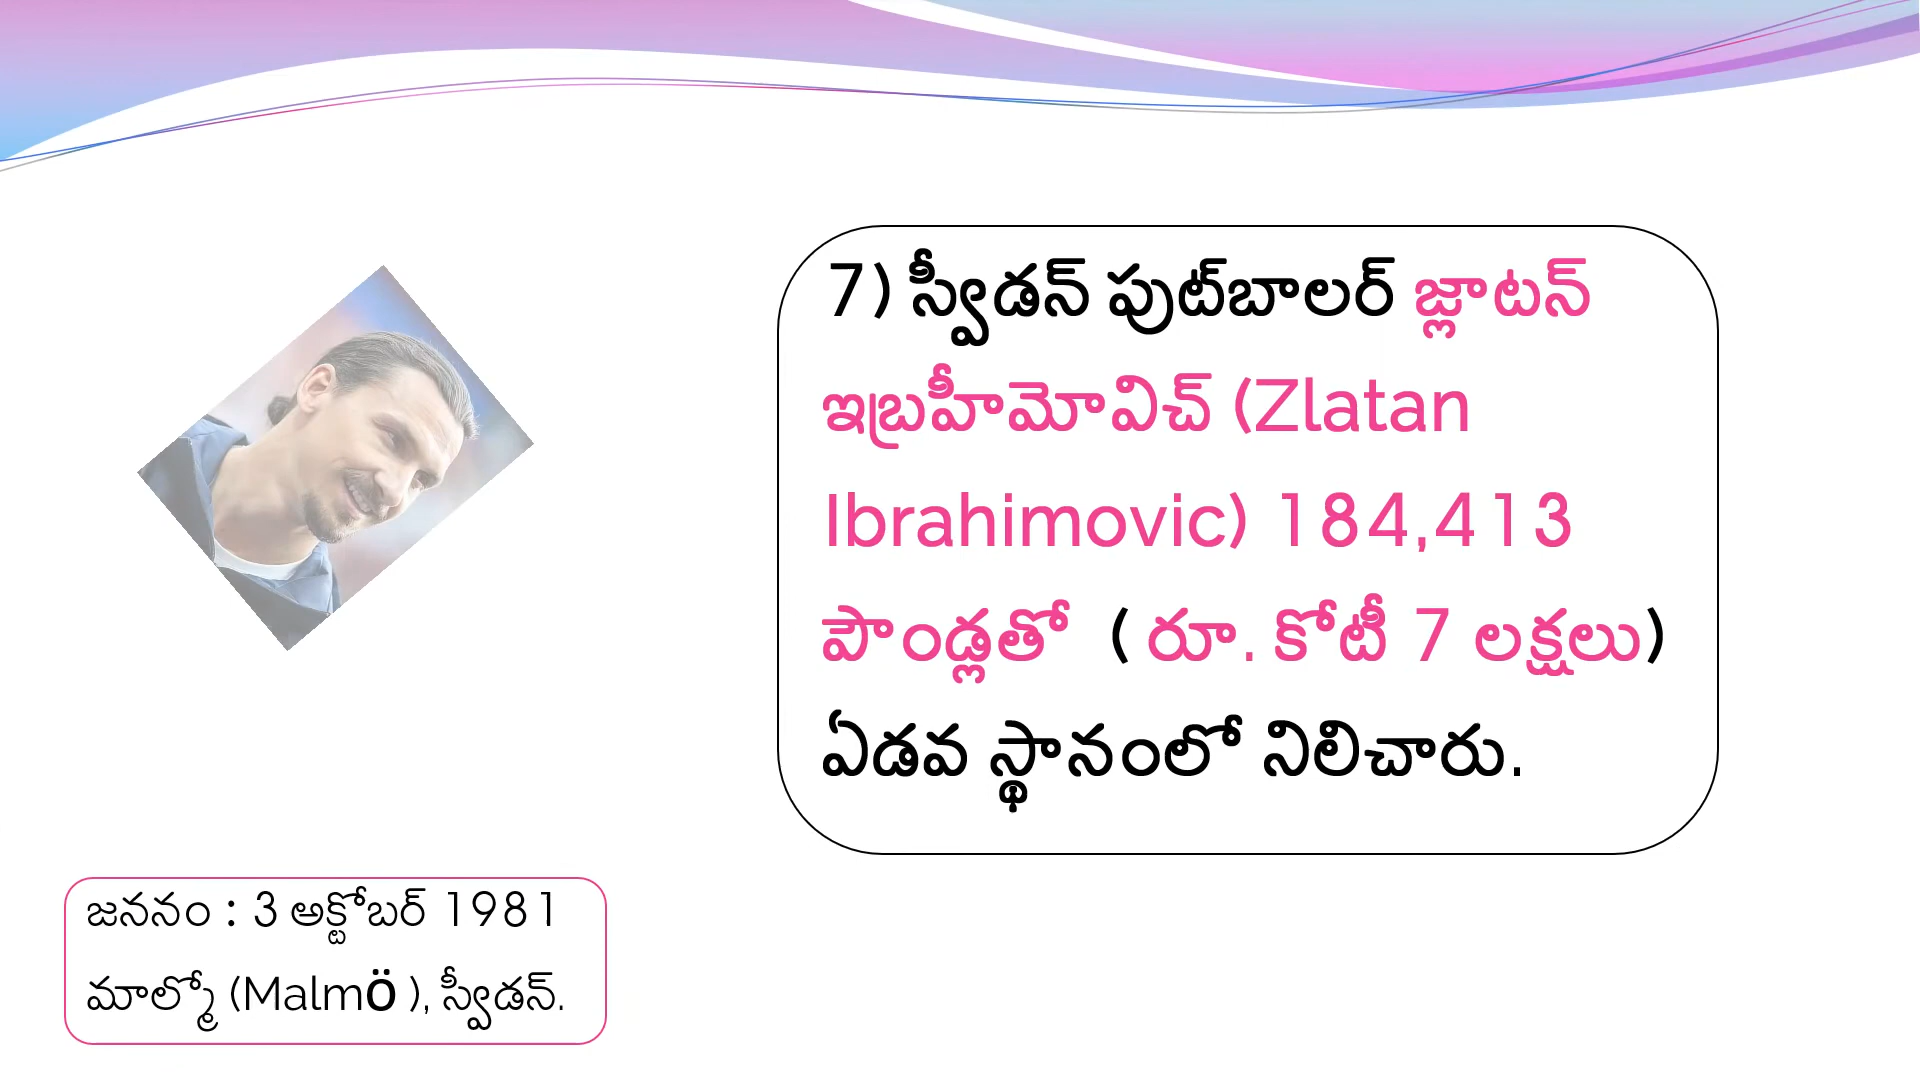 7) స్వీడన్ ఫుట్‌బాలర్ జ్లాటన్
ఇబ్రహీమోవిచ్ (Zlatan
Ibrahimovic) 184,413
పౌండ్లతో ( రూ. కోటీ 7 లక్షలు)
ఏడవ స్థానంలో నిలిచారు.
జననం : 3 అక్టోబర్ 1981
మాల్మో (Malmö ), స్వీడన్.